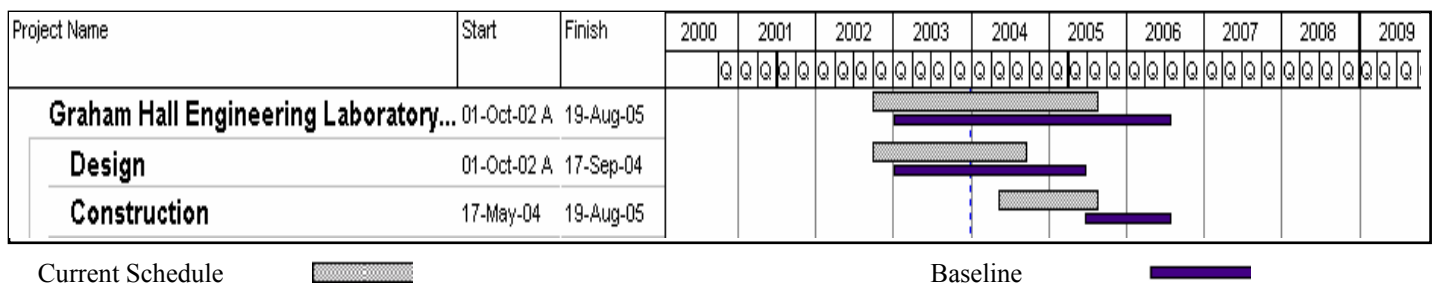 Project Name Start Finish 2000 2001 2002 2003 2004 2005 2006 2007 2008 2009
Q Q Q Q Q Q Q Q Q Q Q Q Q Q Q Q Q Q Q Q Q Q Q Q Q Q Q Q Q Q Q Q Q Q Q Q
Graham Hall Engineering Laboratory... 01-Oct-02 A 19-Aug-05
Design 01-Oct-02 A 17-Sep-04
Construction 17-May-04 19-Aug-05
Current Schedule Baseline